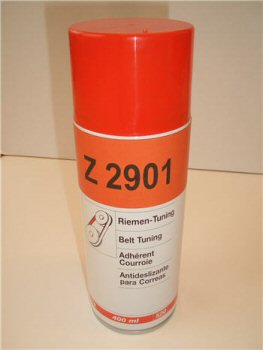 Z 2901
Riemen-Tuning
Belt Tuning
Adhérent
Courroie
Antideslizante
para Correas
400 ml